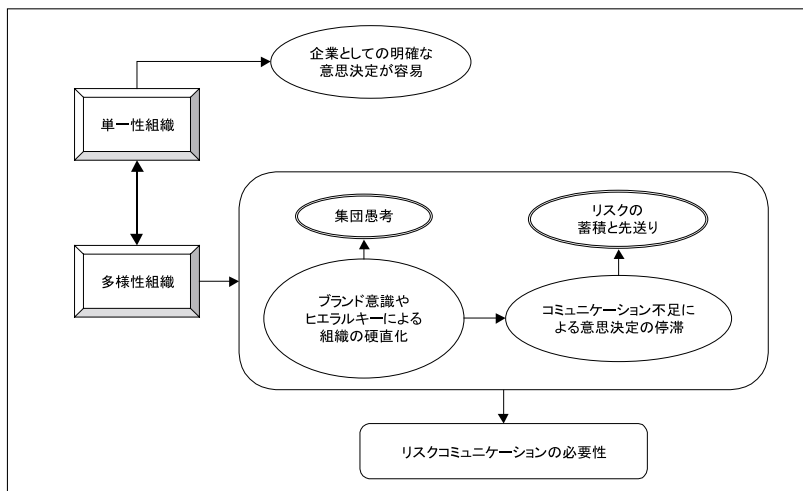 企業としての明確な
意思決定が容易
単一性組織
集団愚考
リスクの
蓄積と先送り
多様性組織
ブランド意識や
ヒエラルキーによる
組織の硬直化
コミュニケーション不足に
よる意思決定の停滞
リスクコミュニケーションの必要性